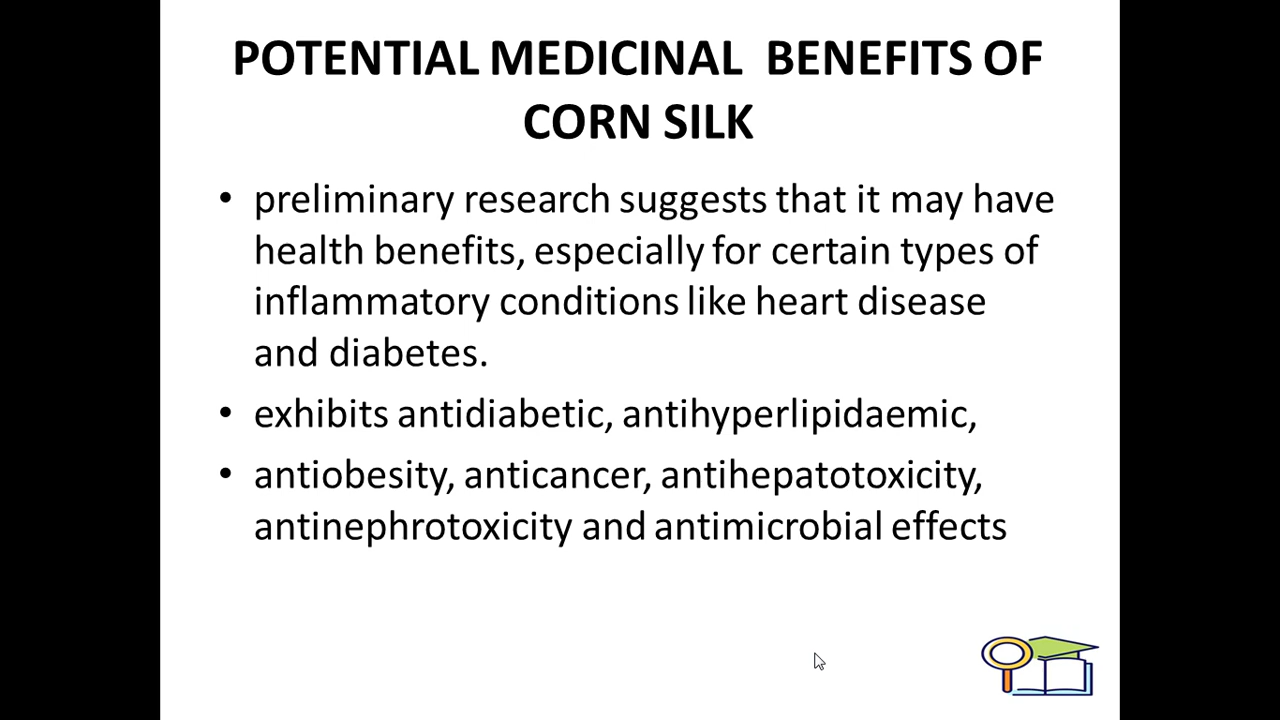 POTENTIAL MEDICINAL BENEFITS OF
CORN SILK
• preliminary research suggests that it may have
health benefits, especially for certain types of
inflammatory conditions like heart disease
and diabetes.
• exhibits antidiabetic, antihyperlipidaemic,
• antiobesity, anticancer, antihepatotoxicity,
antinephrotoxicity and antimicrobial effects